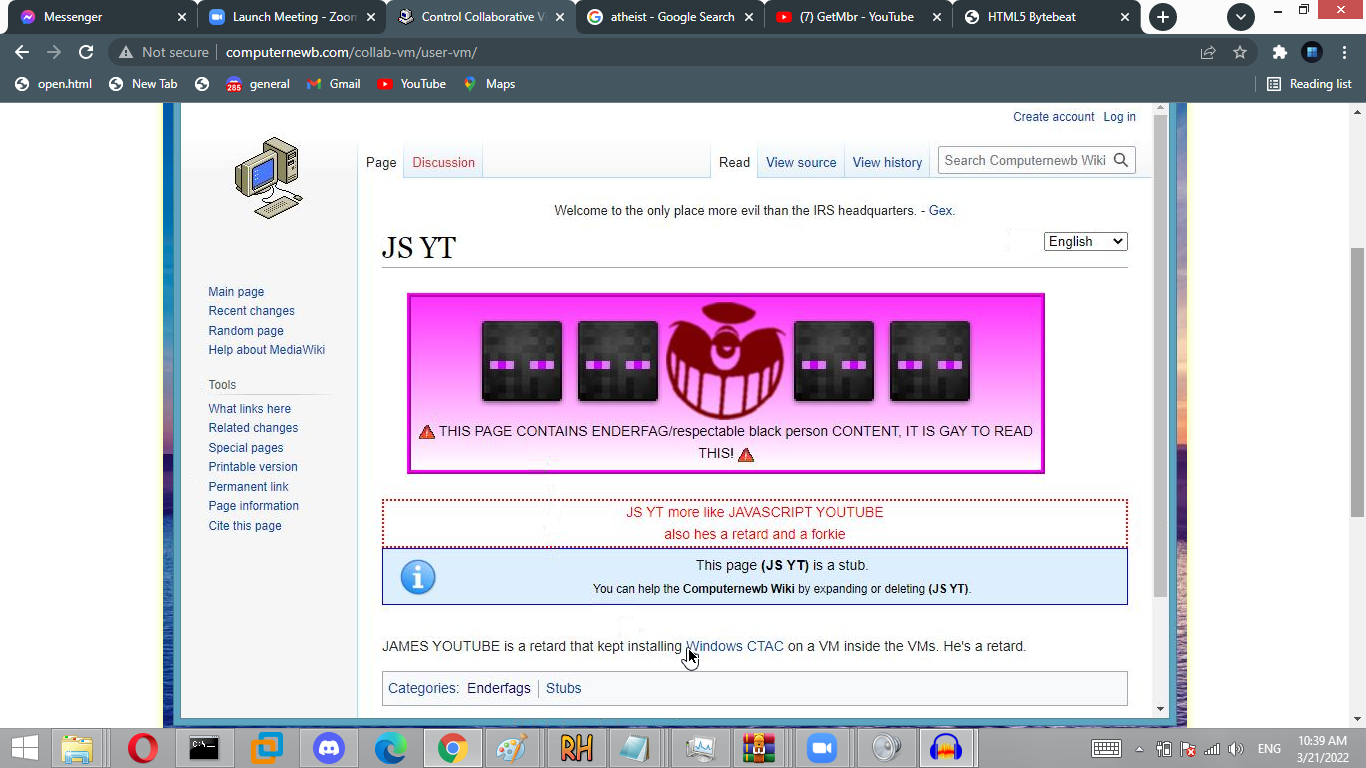 Messenger
Launch Meeting - Zoon
Control Collaborative V
atheist - Google Search
(7) GetMbr - YouTube
HTML5 Bytebeat
Not secure computernewb.com/collab-vm/user-vm/
open.html New Tab general Gmail YouTube Maps Reading list
285
Create account Log in
Page Discussion Read View source View history Search Computernewb Wiki
Welcome to the only place more evil than the IRS headquarters. - Gex.
JS YT
English
Main page
Recent changes
Random page
Help about MediaWiki
Tools
What links here
Related changes
Special pages
Printable version
Permanent link
Page information
Cite this page
THIS PAGE CONTAINS ENDERFAG/respectable black person CONTENT, IT IS GAY TO READ
THIS!
JS YT more like JAVASCRIPT YOUTUBE
also hes a retard and a forkie
This page (JS YT) is a stub.
You can help the Computernewb Wiki by expanding or deleting (JS YT).
JAMES YOUTUBE is a retard that kept installing Windows CTAC on a VM inside the VMs. He's a retard.
Categories: Enderfags Stubs
C:\_
RH
ENG
10:39 AM
3/21/2022